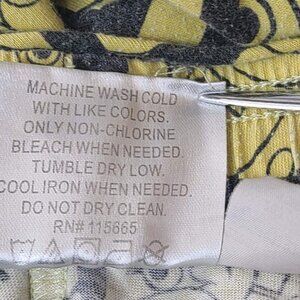 MACHINE WASH COLD
WITH LIKE COLORS.
ONLY NON-CHLORINE
BLEACH WHEN NEEDED.
TUMBLE DRY LOW.
COOL IRON WHEN NEEDED.
DO NOT DRY CLEAN.
RN# 115665